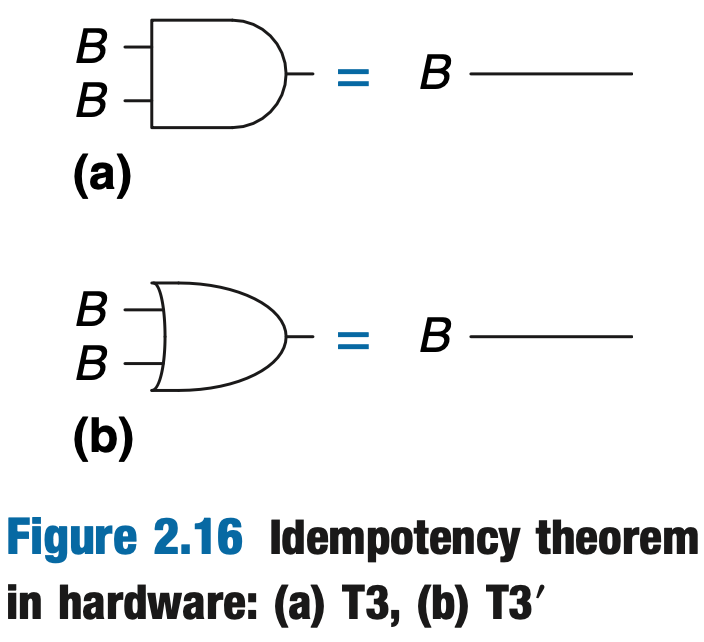 B
B = B
(a)
B
B = B
(b)
Figure 2.16 Idempotency theorem
in hardware: (a) T3, (b) T3′